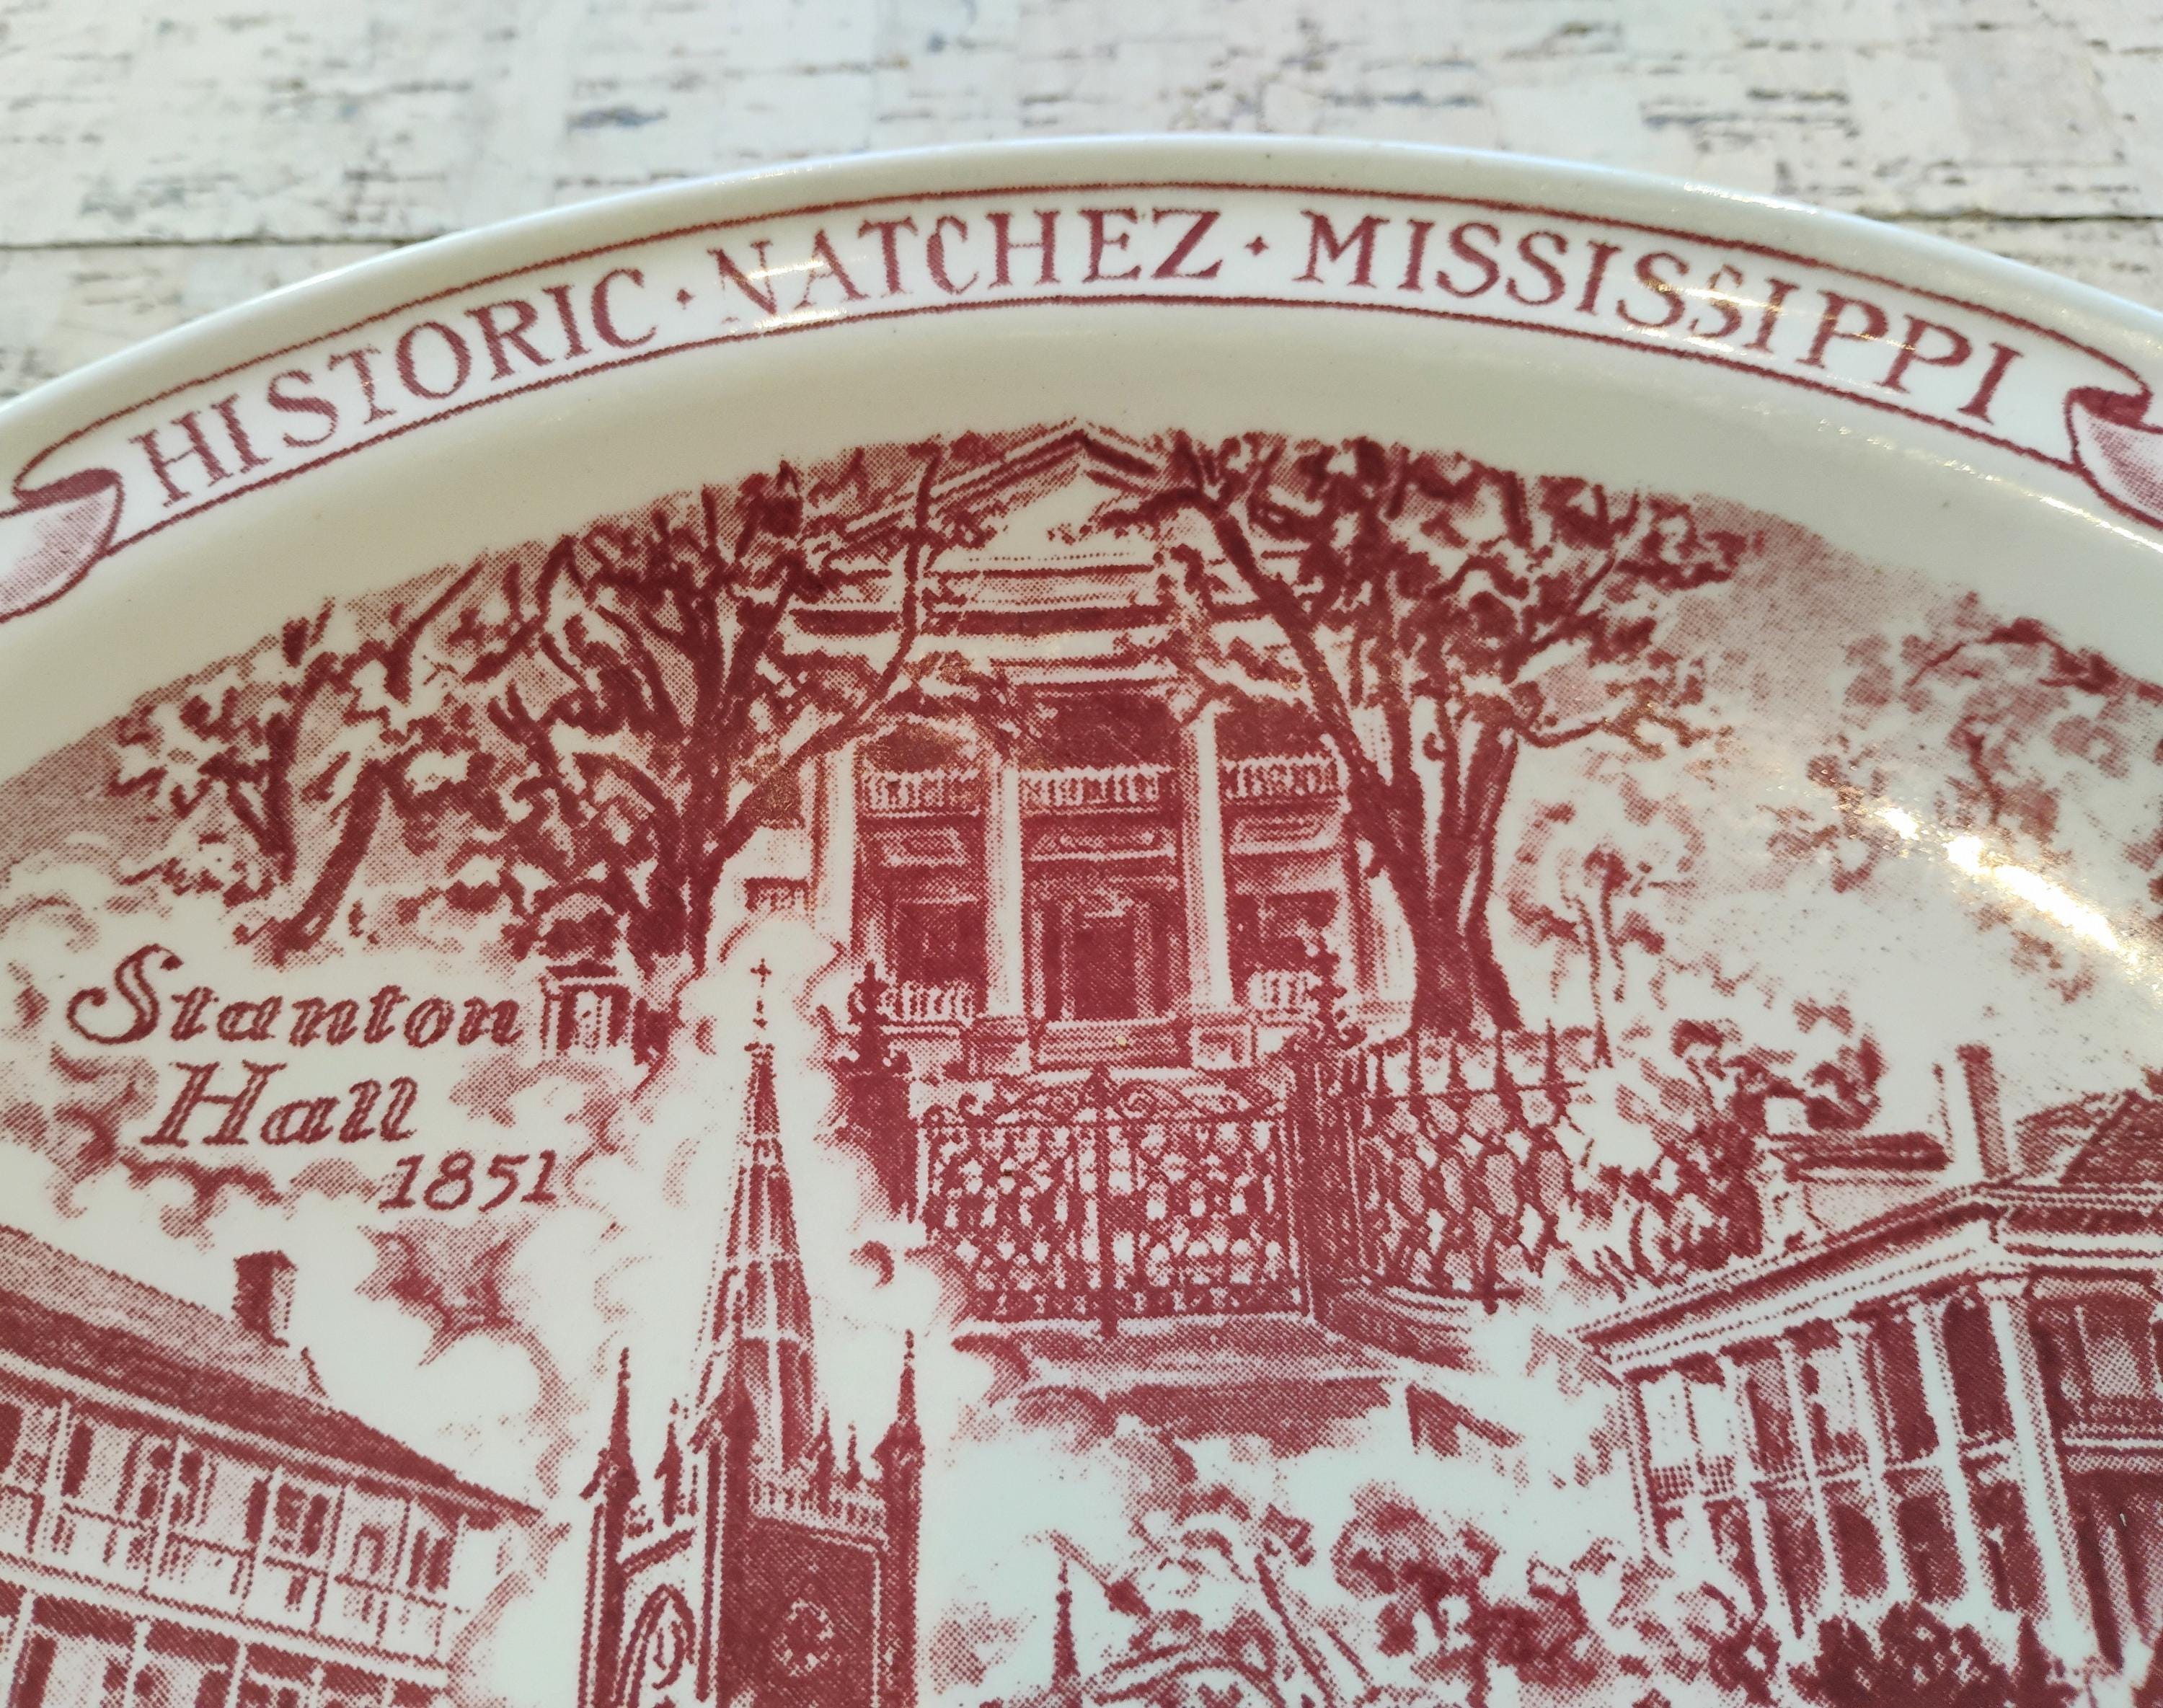 HISTORIC · NATCHEZ · MISSISSIPPI
Stanton
Hall
1851